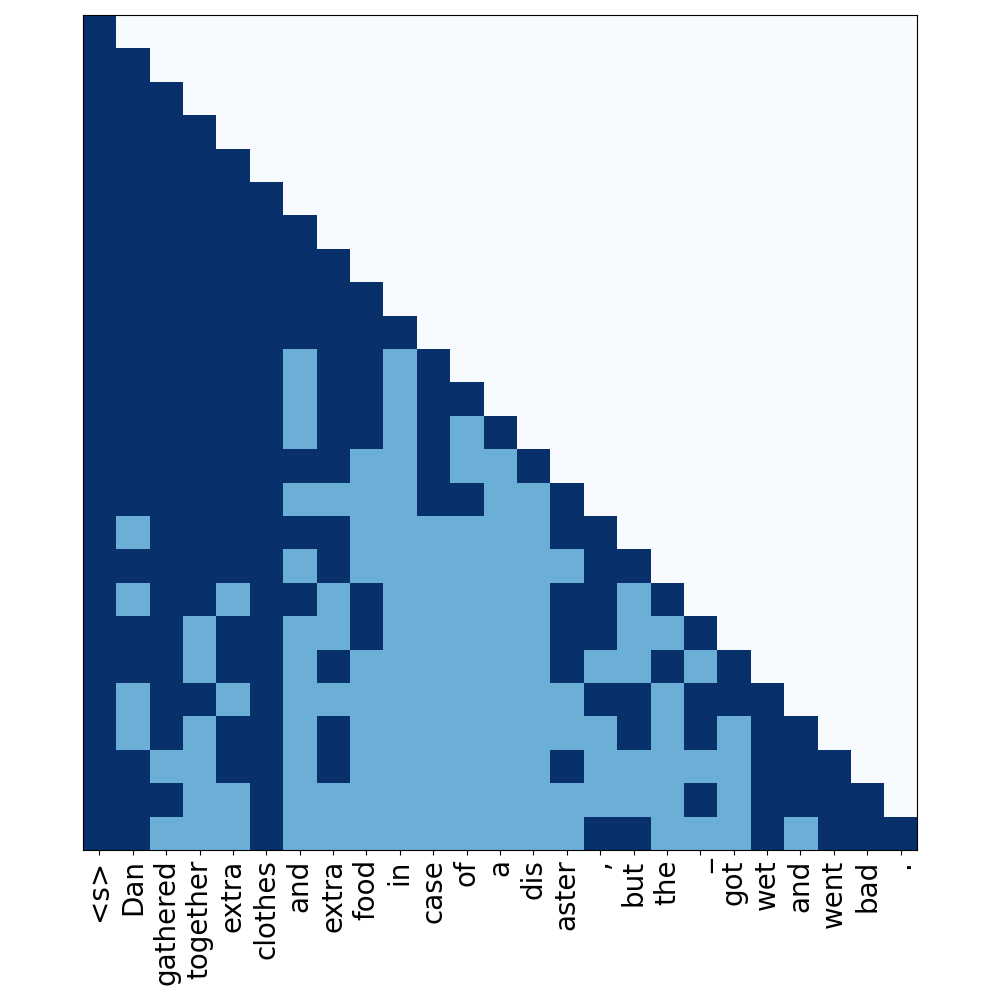 <s>
Dan
gathered
together
extra
clothes
and
extra
food
in
case
of
a
dis
aster
,
but
the
_
got
wet
and
went
bad
.